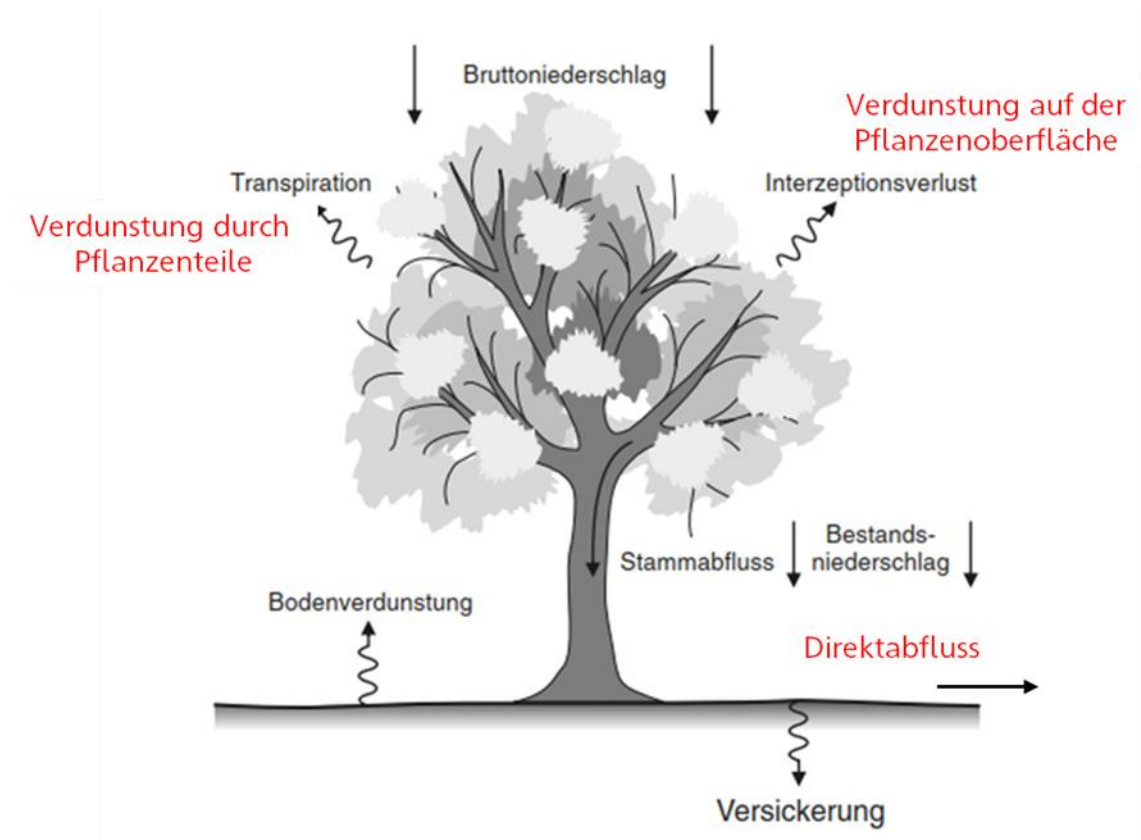 Bruttoniederschlag
Verdunstung auf der
Pflanzenoberfläche
Transpiration
Interzeptionsverlust
Verdunstung durch
Pflanzenteile
Stammabfluss
Bestands-
niederschlag
Bodenverdunstung
Direktabfluss
Versickerung